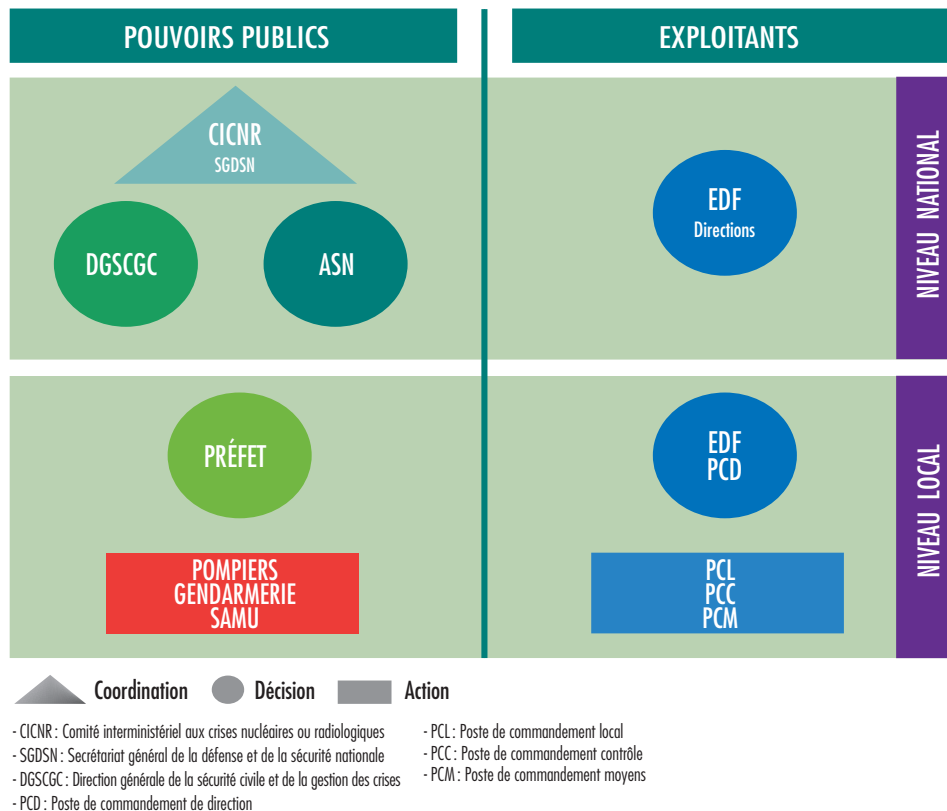 POUVOIRS PUBLICS
EXPLOITANTS
CICNR
SGDSN
DGSCGC
ASN
EDF
Directions
NIVEAU NATIONAL
PRÉFET
POMPIERS
GENDARMERIE
SAMU
EDF
PCD
PCL
PCC
PCM
NIVEAU LOCAL
Coordination
Décision
Action
- CICNR : Comité interministériel aux crises nucléaires ou radiologiques
- SGDSN : Secrétariat général de la défense et de la sécurité nationale
- DGSCGC : Direction générale de la sécurité civile et de la gestion des crises
- PCD : Poste de commandement de direction
- PCL : Poste de commandement local
- PCC : Poste de commandement contrôle
- PCM : Poste de commandement moyens